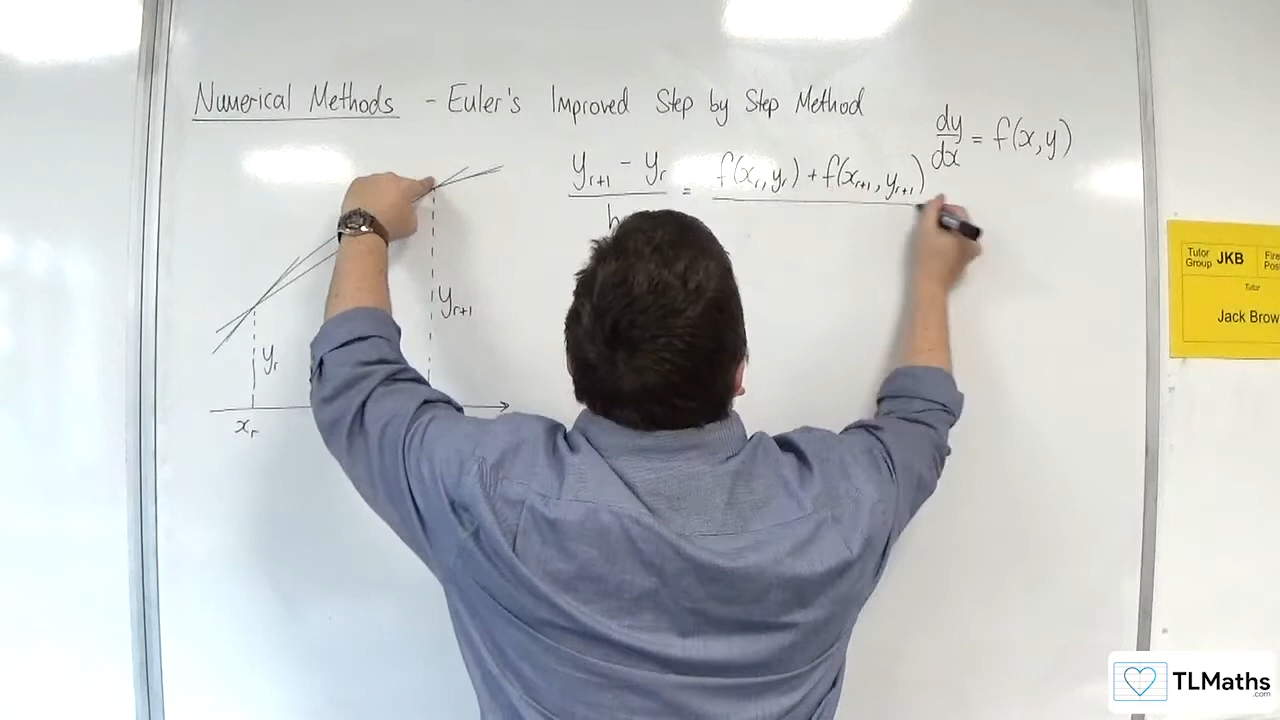 Numerical Methods - Euler's Improved Step by Step Method
dy/dx = f(x,y)
y_{r+1} - y_r / h = f(x_r, y_r) + f(x_{r+1}, y_{r+1})
y_r
y_{r+1}
x_r
Tutor Group JKB
Tutor
Jack Brow
TLMaths
.com